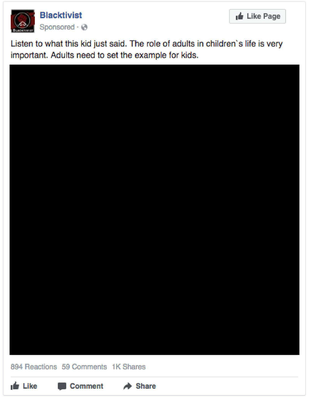 Blacktivist
Like Page
Sponsored ·
Listen to what this kid just said. The role of adults in children`s life is very
important. Adults need to set the example for kids.
894 Reactions 59 Comments 1K Shares
Like Comment Share